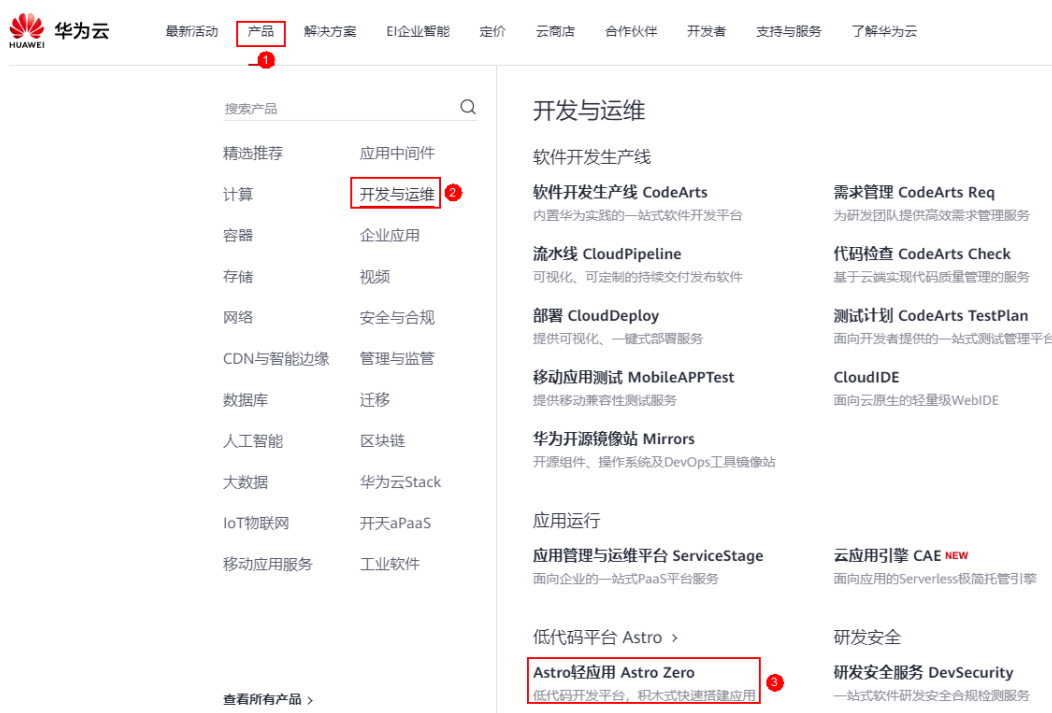 HUAWEI
华为云
最新活动 产品 解决方案 EI企业智能 定价 云商店 合作伙伴 开发者 支持与服务 了解华为云
1
搜索产品
精选推荐 应用中间件
计算 开发与运维 2
容器 企业应用
存储 视频
网络 安全与合规
CDN与智能边缘 管理与监管
数据库 迁移
人工智能 区块链
大数据 华为云Stack
IoT物联网 开天aPaaS
移动应用服务 工业软件
查看所有产品 >
开发与运维
软件开发生产线
软件开发生产线 CodeArts 需求管理 CodeArts Req
内置华为实践的一站式软件开发平台 为研发团队提供高效需求管理服务
流水线 CloudPipeline 代码检查 CodeArts Check
可视化、可定制的持续交付发布软件 基于云端实现代码质量管理的服务
部署 CloudDeploy 测试计划 CodeArts TestPlan
提供可视化、一键式部署服务 面向开发者提供的一站式测试管理平台
移动应用测试 MobileAPPTest CloudIDE
提供移动兼容性测试服务 面向云原生的轻量级WebIDE
华为开源镜像站 Mirrors
开源组件、操作系统及DevOps工具镜像站
应用运行
应用管理与运维平台 ServiceStage 云应用引擎 CAE NEW
面向企业的一站式PaaS平台服务 面向应用的Serverless极简托管引擎
低代码平台 Astro > 研发安全
Astro轻应用 Astro Zero 研发安全服务 DevSecurity
低代码开发平台，积木式快速搭建应用 3 一站式软件研发安全合规检测服务